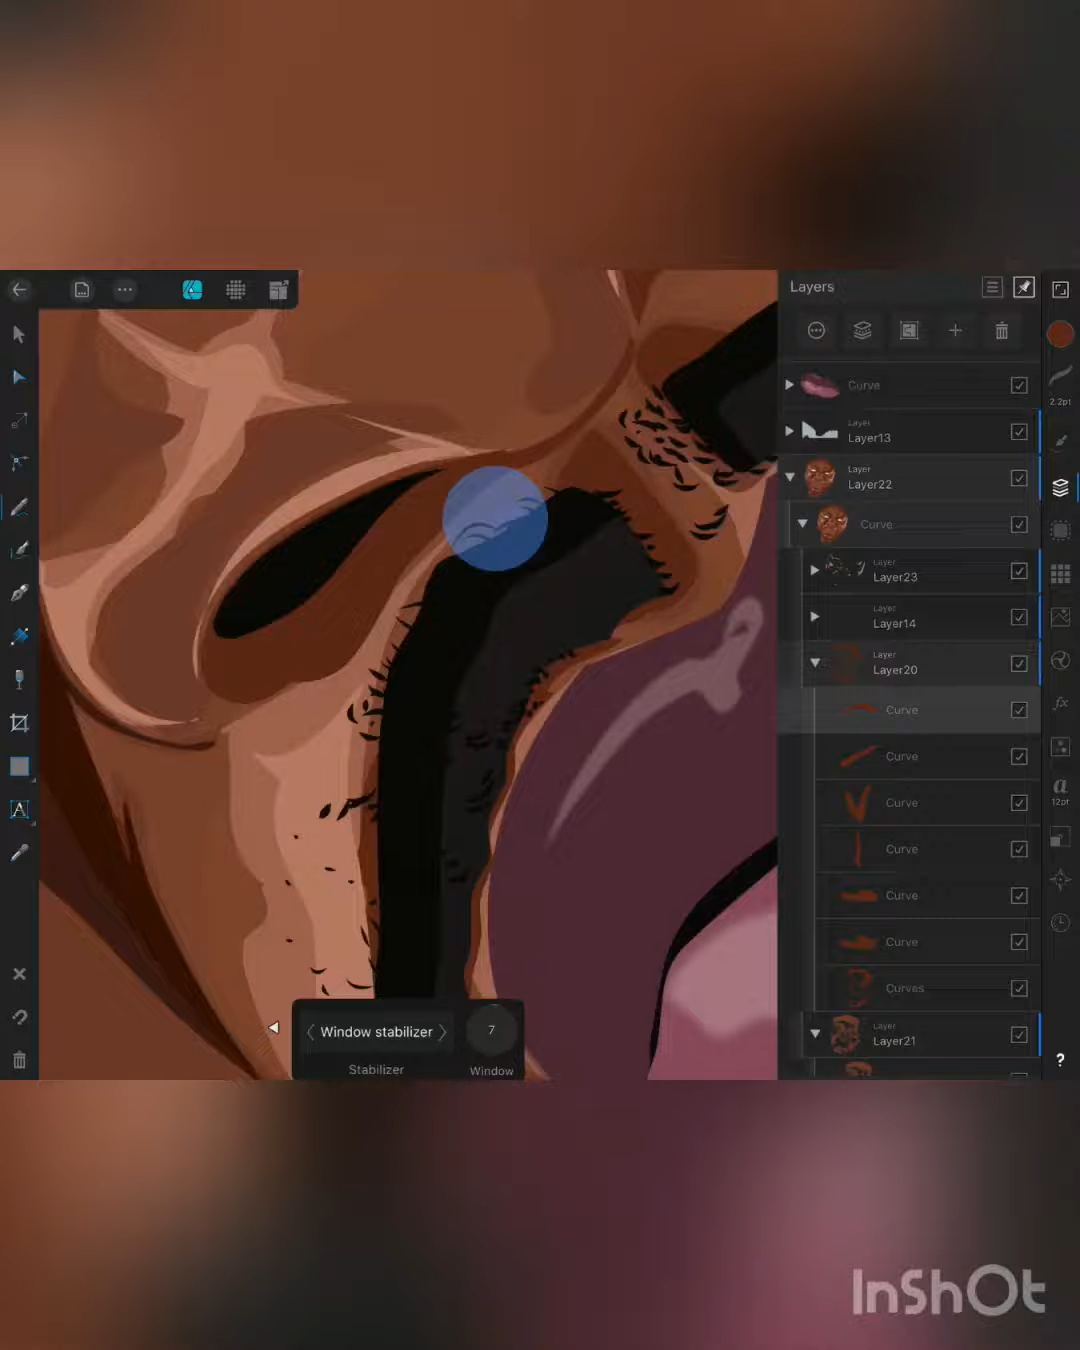 Layers
2.2pt
Curve
Layer
Layer13
Layer
Layer22
Curve
Layer
Layer23
Layer
Layer14
Layer
Layer20
Curve
Curve
Curve
Curve
Curve
Curve
Curves
Layer
Layer21
fx
a
12pt
A
?
Window stabilizer
7
Stabilizer
Window
InShOt